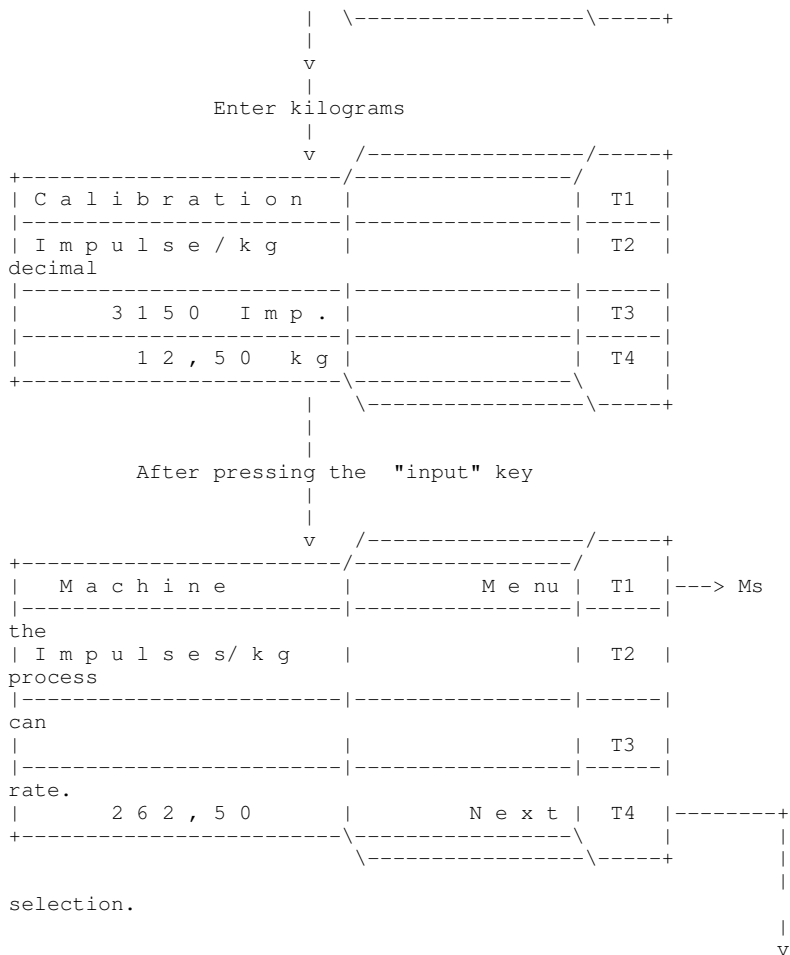 |  \------------------\-----+
                       |
                       v
                       |
                Enter kilograms
                       |
                       v   /-----------------/-----+
+-------------------------/-----------------/      |
| C a l i b r a t i o n   |                 |  T1  |
|-------------------------|-----------------|------|
| I m p u l s e / k g     |                 |  T2  |
decimal
|-------------------------|-----------------|------|
|       3 1 5 0   I m p . |                 |  T3  |
|-------------------------|-----------------|------|
|         1 2 , 5 0   k g |                 |  T4  |
+-------------------------\-----------------\      |
                       |   \-----------------\-----+
                       |
                       |
          After pressing the  "input" key
                       |
                       |
                       v   /-----------------/-----+
+-------------------------/-----------------/      |
|   M a c h i n e         |          M e nu |  T1  |---> Ms
|-------------------------|-----------------|------|
the
| I m p u l s e s/ k g    |                 |  T2  |
process
|-------------------------|-----------------|------|
can
|                         |                 |  T3  |
|-------------------------|-----------------|------|
rate.
|       2 6 2 , 5 0       |         N e x t |  T4  |--------+
+-------------------------\-----------------\      |        |
                           \-----------------\-----+        |
                                                            |
selection.
                                                            |
                                                            v